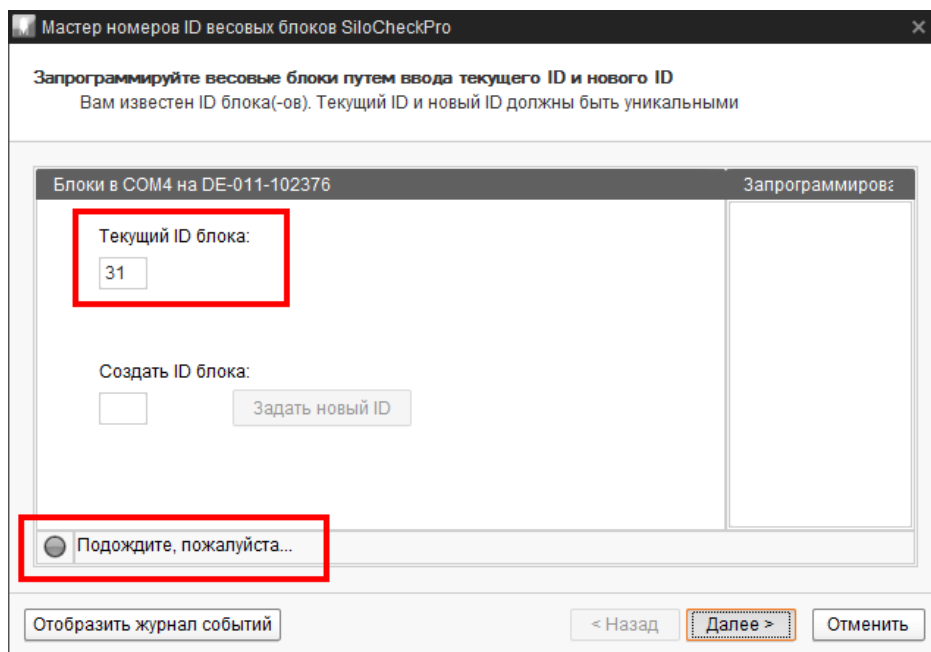 Мастер номеров ID весовых блоков SiloCheckPro
Запрограммируйте весовые блоки путем ввода текущего ID и нового ID
Вам известен ID блока(-ов). Текущий ID и новый ID должны быть уникальными
Блоки в COM4 на DE-011-102376
Запрограммирова
Текущий ID блока:
31
Создать ID блока:
Задать новый ID
Подождите, пожалуйста...
Отобразить журнал событий
< Назад
Далее >
Отменить